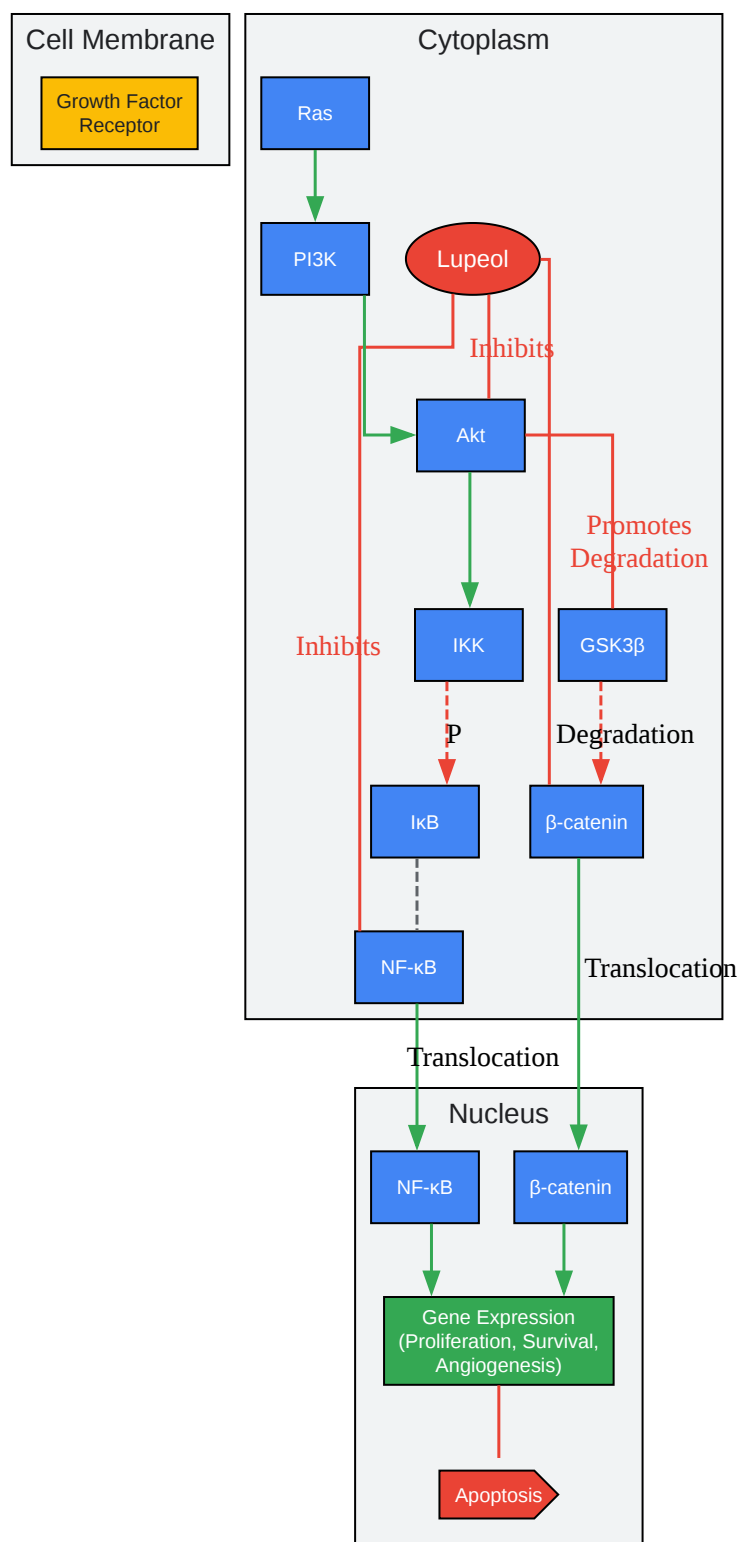 Cell Membrane
Growth Factor
Receptor
Cytoplasm
Ras
PI3K
Lupeol
Inhibits
Akt
Promotes
Degradation
Inhibits
IKK
GSK3β
P
Degradation
IκB
β-catenin
NF-κB
Translocation
Translocation
Nucleus
NF-κB
β-catenin
Gene Expression
(Proliferation, Survival,
Angiogenesis)
Apoptosis